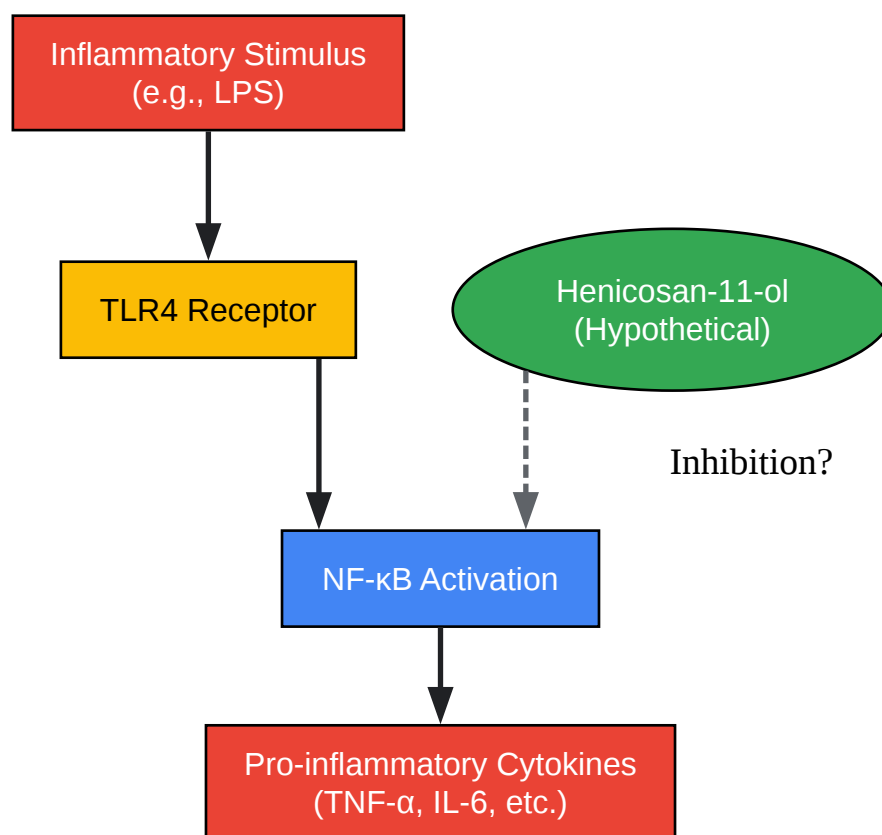 Inflammatory Stimulus
(e.g., LPS)
TLR4 Receptor
Henicosan-11-ol
(Hypothetical)
Inhibition?
NF-κB Activation
Pro-inflammatory Cytokines
(TNF-α, IL-6, etc.)